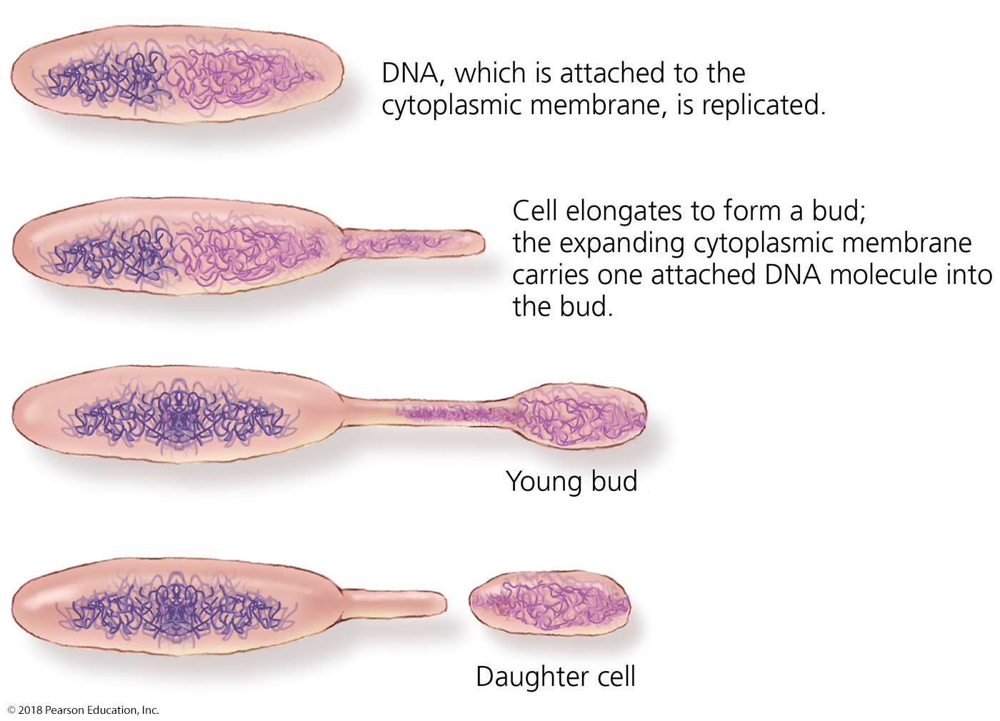 DNA, which is attached to the
cytoplasmic membrane, is replicated.
Cell elongates to form a bud;
the expanding cytoplasmic membrane
carries one attached DNA molecule into
the bud.
Young bud
Daughter cell
© 2018 Pearson Education, Inc.